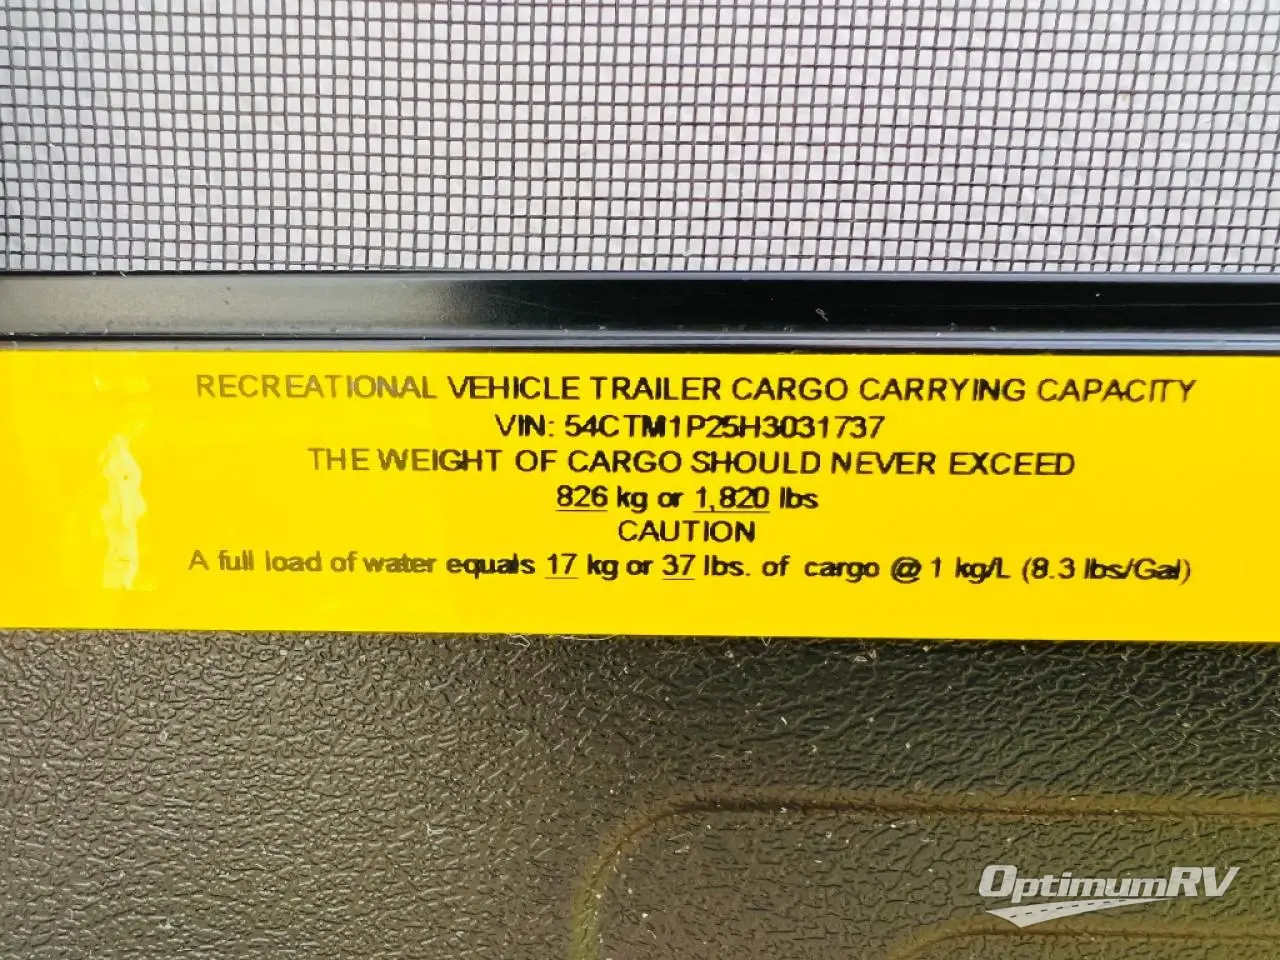 RECREATIONAL VEHICLE TRAILER CARGO CARRYING CAPACITY
VIN: 54CTM1P25H3031737
THE WEIGHT OF CARGO SHOULD NEVER EXCEED
826 kg or 1,820 lbs
CAUTION
A full load of water equals 17 kg or 37 lbs. of cargo @ 1 kg/L (8.3 lbs/Gal)
OptimumRV